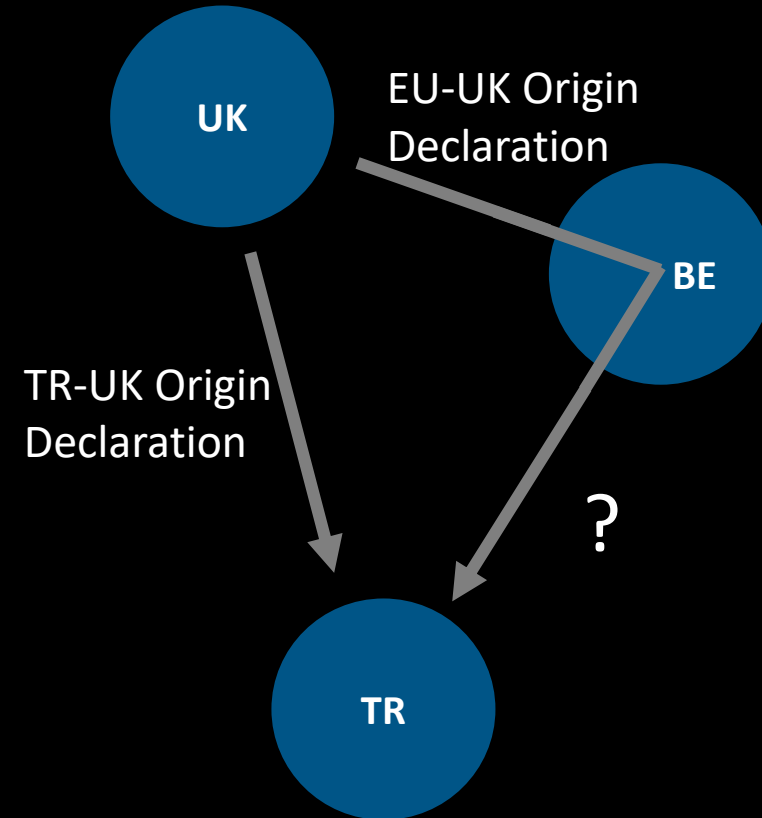 UK
EU-UK Origin
Declaration
BE
TR-UK Origin
Declaration
?
TR